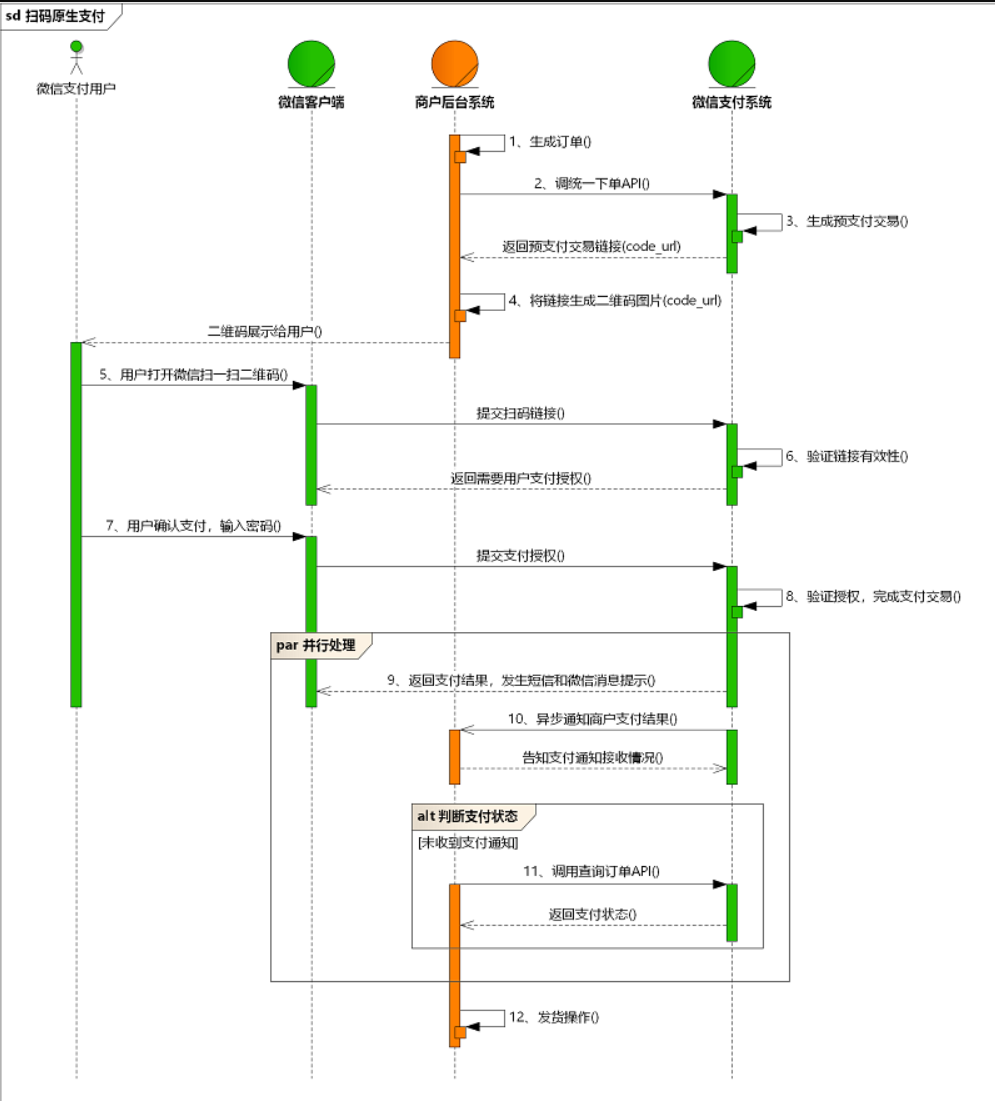 sd 扫码原生支付
微信支付用户
微信客户端
商户后台系统
微信支付系统
1、生成订单()
2、调统一下单API()
3、生成预支付交易()
返回预支付交易链接(code_url)
4、将链接生成二维码图片(code_url)
二维码展示给用户()
5、用户打开微信扫一扫二维码()
提交扫码链接()
6、验证链接有效性()
返回需要用户支付授权()
7、用户确认支付，输入密码()
提交支付授权()
8、验证授权，完成支付交易()
par 并行处理
9、返回支付结果，发生短信和微信消息提示()
10、异步通知商户支付结果()
告知支付通知接收情况()
alt 判断支付状态
[未收到支付通知]
11、调用查询订单API()
返回支付状态()
12、发货操作()